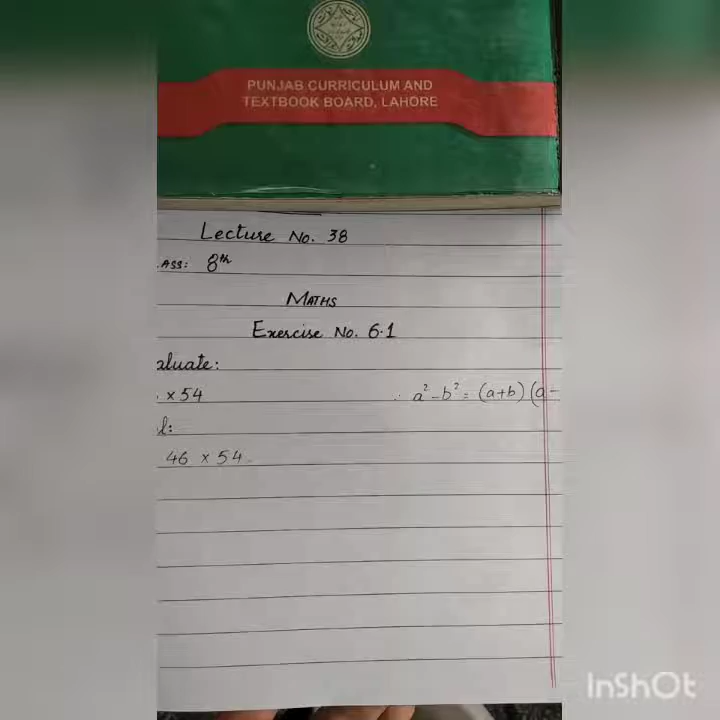 PUNJAB CURRICULUM AND
TEXTBOOK BOARD, LAHORE
Lecture No. 38
ASS: 8th
MATHS
Exercise No. 6.1
aluate:
× 54
∵ a² - b² = (a+b) (a-
l:
46 × 54
InShOt